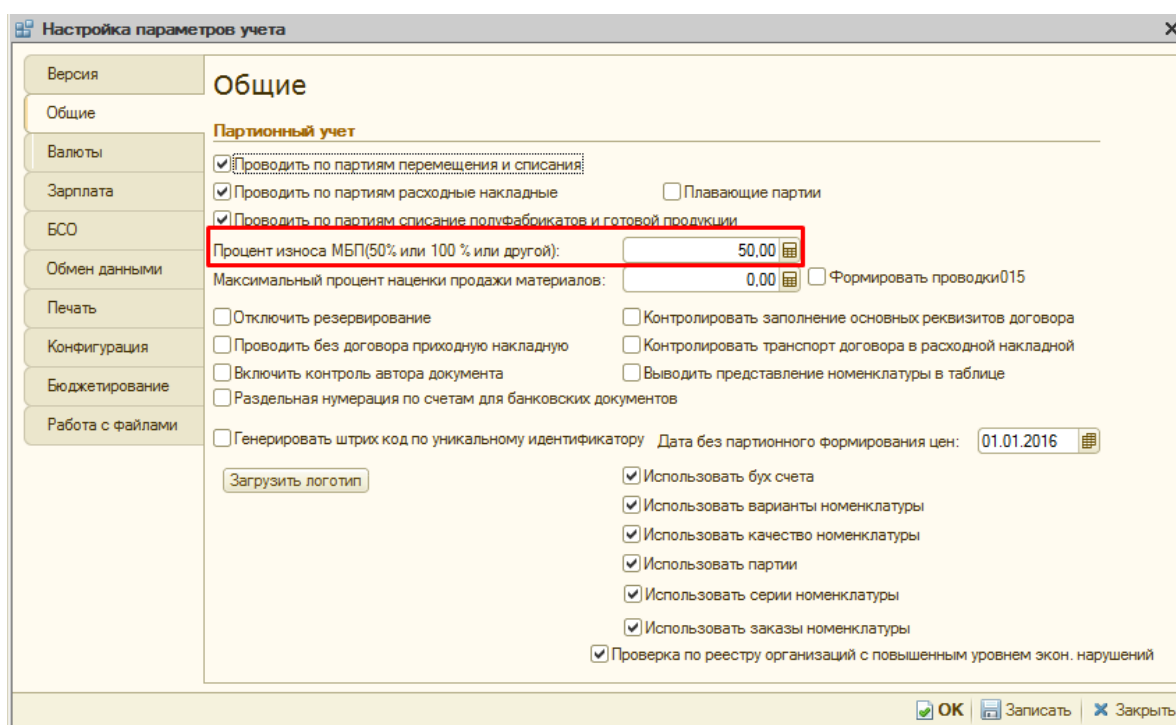 Настройка параметров учета
Версия
Общие
Валюты
Зарплата
БСО
Обмен данными
Печать
Конфигурация
Бюджетирование
Работа с файлами
Общие
Партионный учет
Проводить по партиям перемещения и списания
Проводить по партиям расходные накладные Плавающие партии
Проводить по партиям списание полуфабрикатов и готовой продукции
Процент износа МБП(50% или 100 % или другой): 50,00
Максимальный процент наценки продажи материалов: 0,00 Формировать проводки015
Отключить резервирование Контролировать заполнение основных реквизитов договора
Проводить без договора приходную накладную Контролировать транспорт договора в расходной накладной
Включить контроль автора документа Выводить представление номенклатуры в таблице
Раздельная нумерация по счетам для банковских документов
Генерировать штрих код по уникальному идентификатору Дата без партионного формирования цен: 01.01.2016
Загрузить логотип Использовать бух счета
Использовать варианты номенклатуры
Использовать качество номенклатуры
Использовать партии
Использовать серии номенклатуры
Использовать заказы номенклатуры
Проверка по реестру организаций с повышенным уровнем экон. нарушений
OK Записать Закрыть